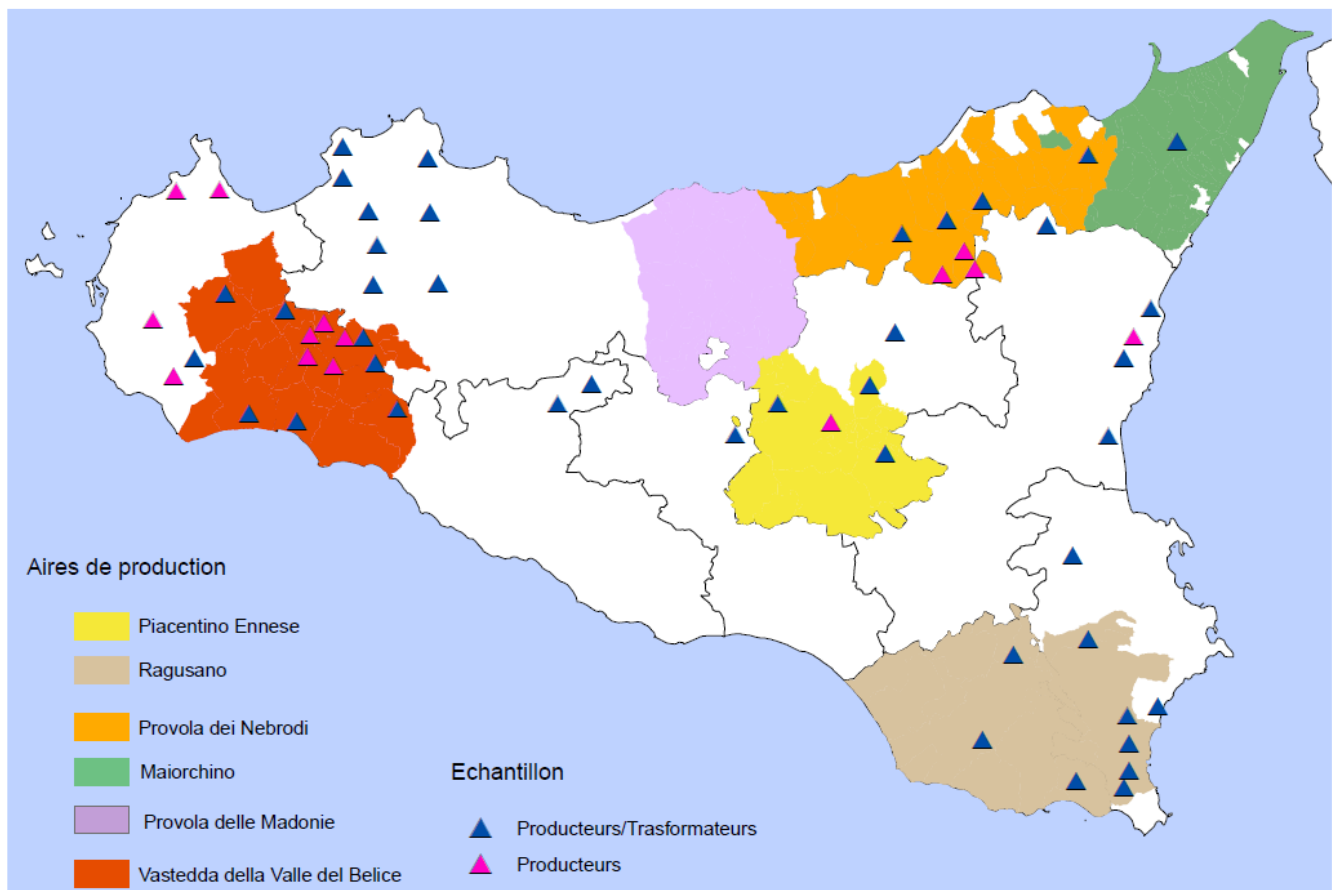 Aires de production
Piacentino Ennese
Ragusano
Provola dei Nebrodi
Maiorchino
Provola delle Madonie
Vastedda della Valle del Belice
Echantillon
Producteurs/Trasformateurs
Producteurs